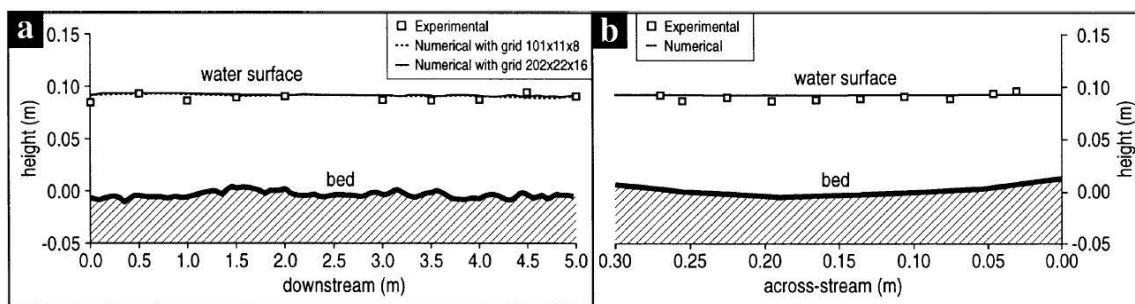 a
Experimental
Numerical with grid 101x11x8
Numerical with grid 202x22x16
0.15
0.10
0.05
0.00
-0.05
height (m)
water surface
bed
0.0 0.5 1.0 1.5 2.0 2.5 3.0 3.5 4.0 4.5 5.0
downstream (m)
b
Experimental
Numerical
water surface
bed
0.15
0.10
0.05
0.00
-0.05
height (m)
0.30 0.25 0.20 0.15 0.10 0.05 0.00
across-stream (m)